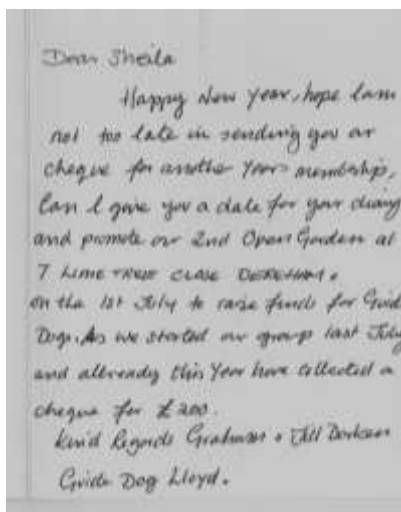 Dear Sheila
Happy New Year, hope I am
not too late in sending you our
cheque for another Years membership,
Can I give you a date for your diary
and promote our 2nd Open Garden at
7 LIME TREE CLOSE DEREHAM.
on the 1st July to raise funds for Guide
Dogs. As we started our group last July
and allready this Year have collected a
cheque for £200.
Kind Regards Graham + Jill
Guide Dog Lloyd.